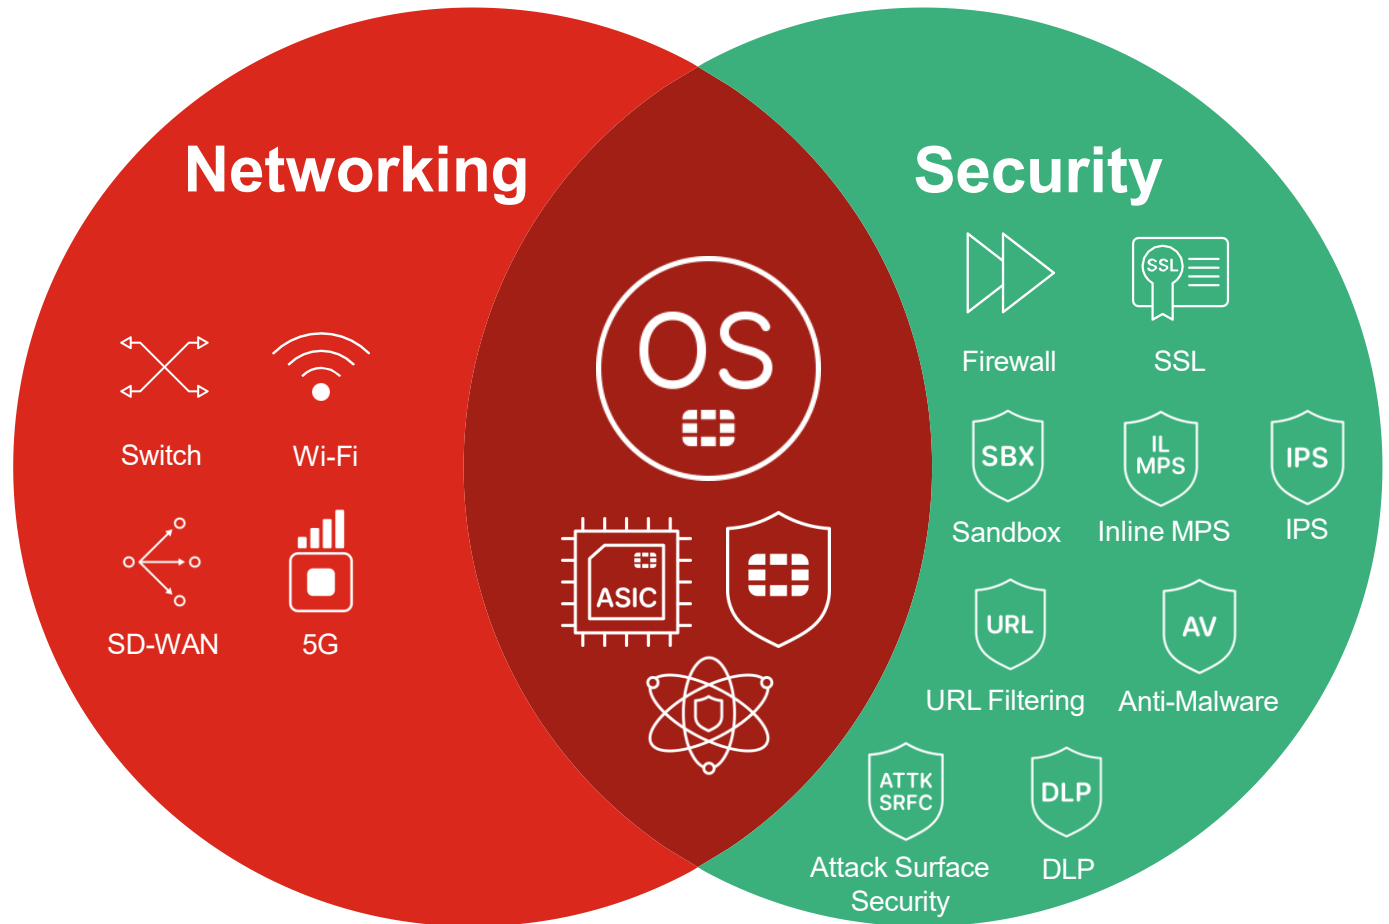 Networking
Security
Switch
Wi-Fi
SD-WAN
5G
OS
ASIC
Firewall
SSL
SSL
SBX
Sandbox
IL
MPS
Inline MPS
IPS
IPS
URL
URL Filtering
AV
Anti-Malware
ATTK
SRFC
Attack Surface
Security
DLP
DLP